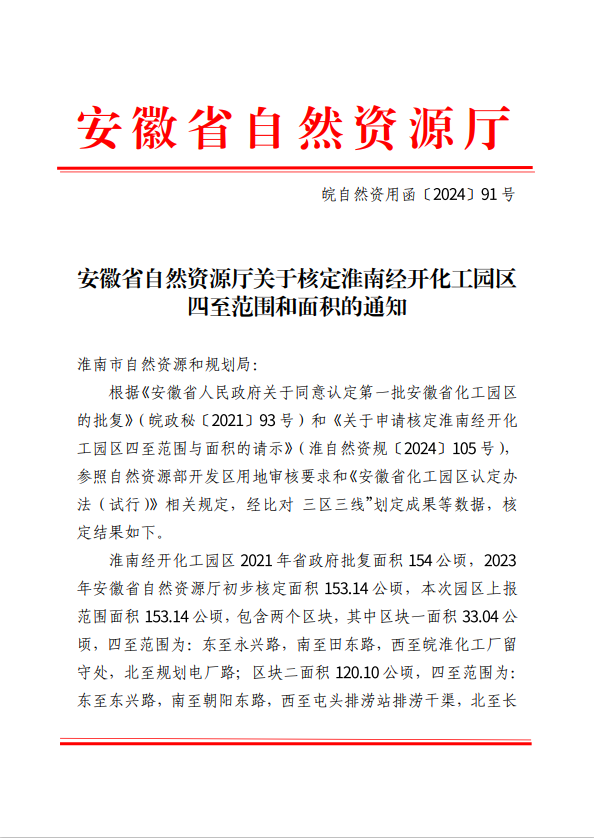 安徽省自然资源厅
皖自然资用函〔2024〕91号
安徽省自然资源厅关于核定淮南经开化工园区
四至范围和面积的通知
淮南市自然资源和规划局：
根据《安徽省人民政府关于同意认定第一批安徽省化工园区
的批复》（皖政秘〔2021〕93号）和《关于申请核定淮南经开化
工园区四至范围与面积的请示》（淮自然资规〔2024〕105号），
参照自然资源部开发区用地审核要求和《安徽省化工园区认定办
法（试行）》相关规定，经比对 三区三线”划定成果等数据，核
定结果如下。
淮南经开化工园区2021年省政府批复面积154公顷，2023
年安徽省自然资源厅初步核定面积153.14公顷，本次园区上报
范围面积153.14公顷，包含两个区块，其中区块一面积33.04公
顷，四至范围为：东至永兴路，南至田东路，西至皖淮化工厂留
守处，北至规划电厂路；区块二面积120.10公顷，四至范围为：
东至东兴路，南至朝阳东路，西至屯头排涝站排涝干渠，北至长